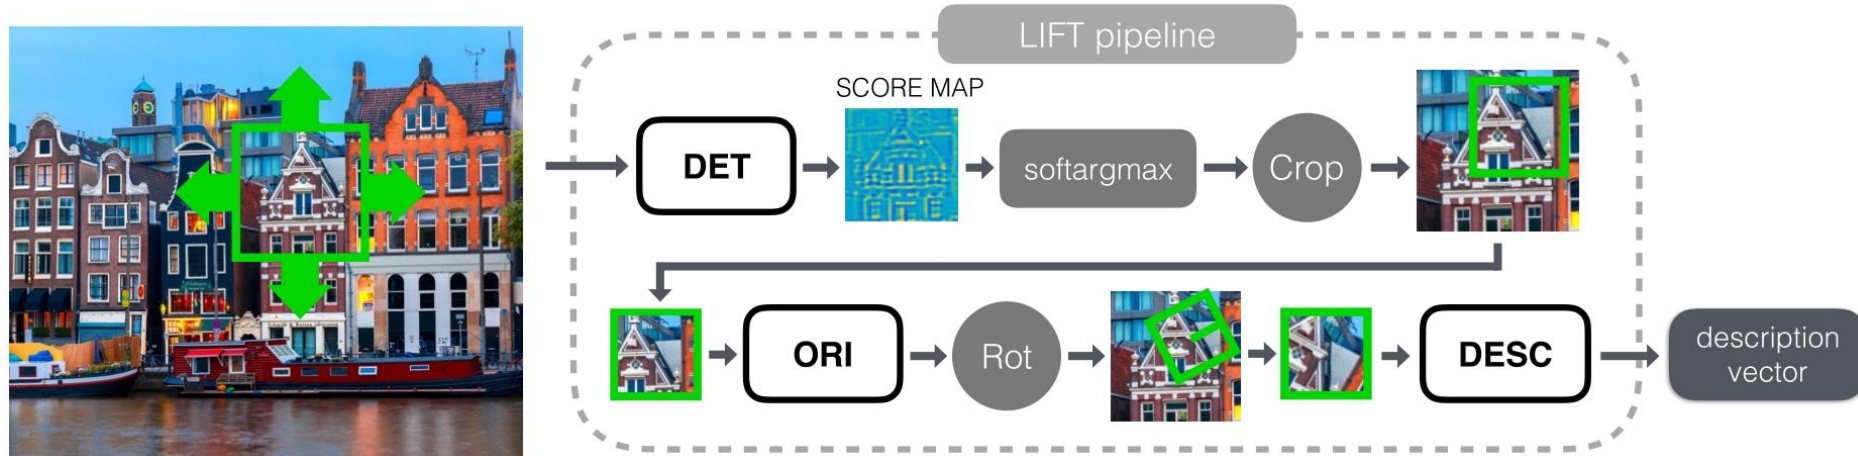 LIFT pipeline
SCORE MAP
DET
softargmax
Crop
ORI
Rot
DESC
description
vector